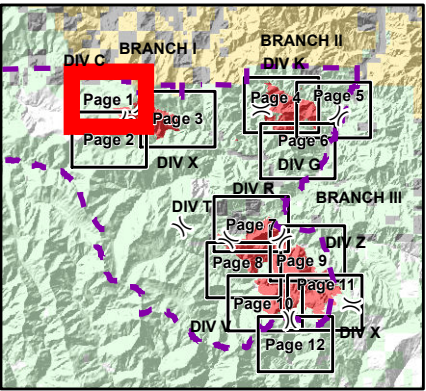 BRANCH I
BRANCH II
DIV C
DIV K
Page 1
Page 3
Page 4
Page 5
Page 2
Page 6
DIV X
DIV G
DIV R
BRANCH III
DIV T
Page 7
DIV Z
Page 8
Page 9
Page 11
Page 10
DIV V
DIV X
Page 12